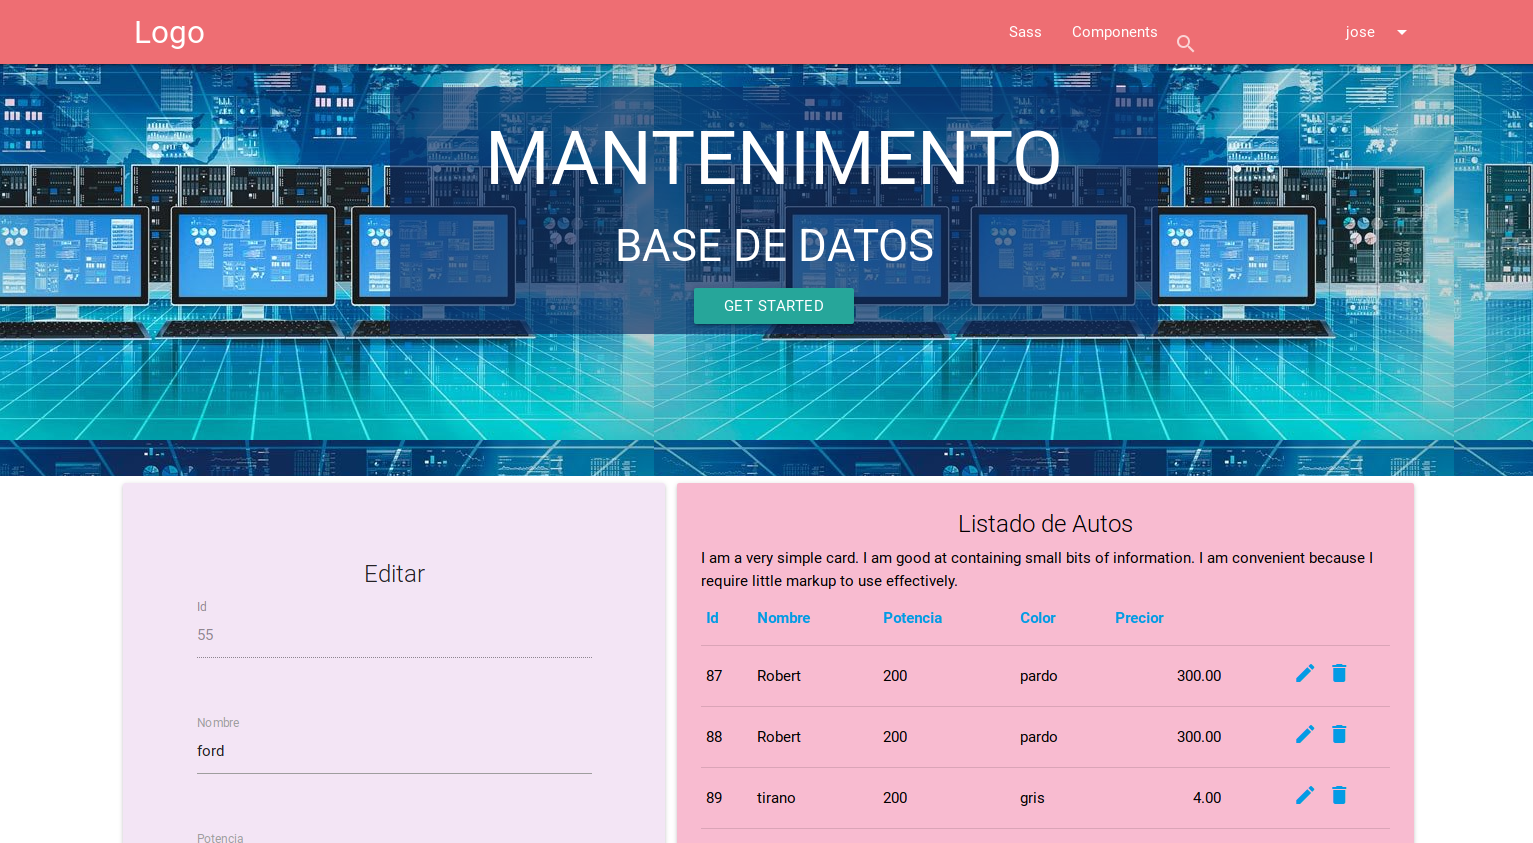 Logo
Sass Components jose
MANTENIMENTO
BASE DE DATOS
GET STARTED
Editar
Id
55
Nombre
ford
Potencia
Listado de Autos
I am a very simple card. I am good at containing small bits of information. I am convenient because I
require little markup to use effectively.
Id Nombre Potencia Color Precior
87 Robert 200 pardo 300.00
88 Robert 200 pardo 300.00
89 tirano 200 gris 4.00